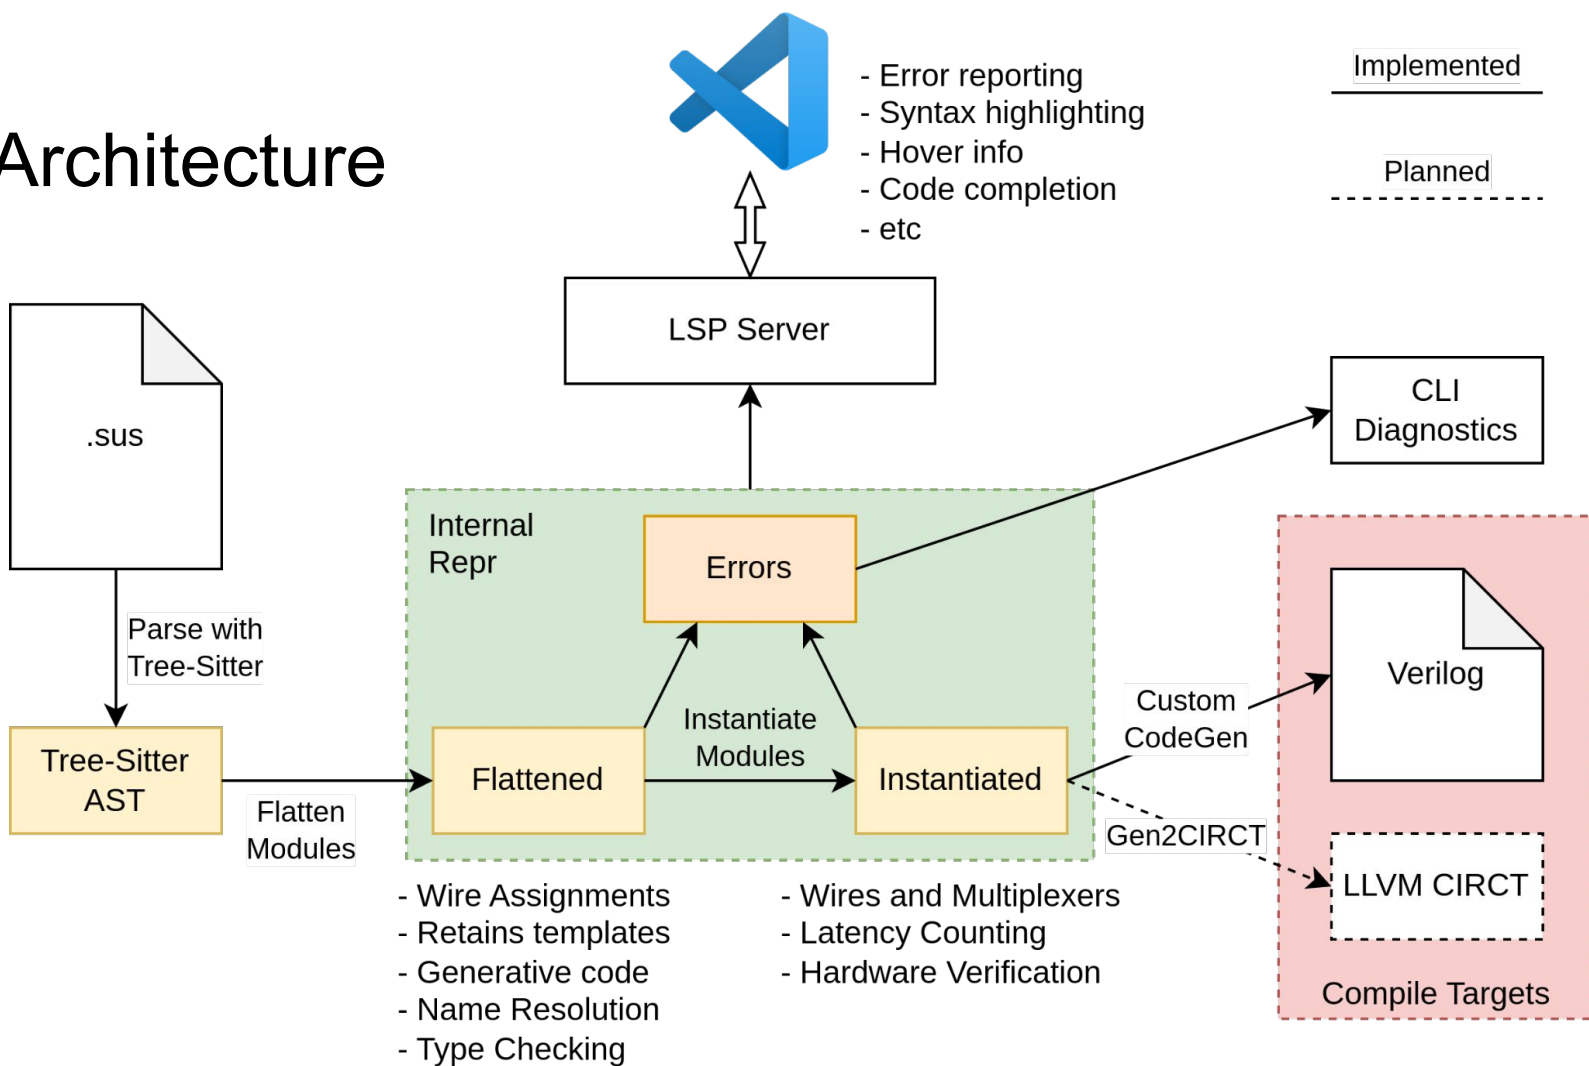 Architecture
- Error reporting
- Syntax highlighting
- Hover info
- Code completion
- etc
Implemented
Planned
LSP Server
.sus
CLI
Diagnostics
Internal
Repr
Errors
Parse with
Tree-Sitter
Tree-Sitter
AST
Flatten
Modules
Flattened
Instantiate
Modules
Instantiated
Custom
CodeGen
Gen2CIRCT
Verilog
LLVM CIRCT
Compile Targets
- Wire Assignments
- Retains templates
- Generative code
- Name Resolution
- Type Checking
- Wires and Multiplexers
- Latency Counting
- Hardware Verification